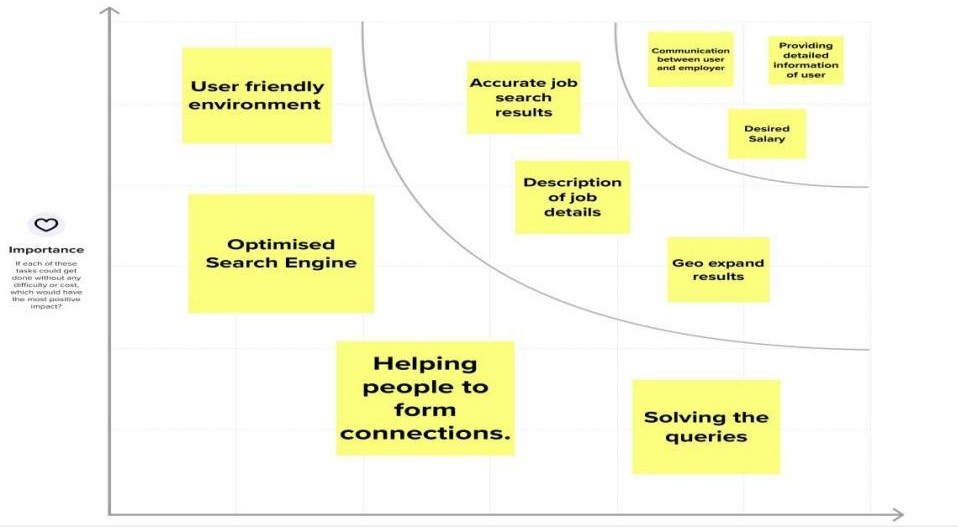 User friendly
environment
Accurate job
search
results
Communication
between user
and employer
Providing
detailed
information
of user
Desired
Salary
Description
of job
details
Optimised
Search Engine
Importance
If each of these
tasks could get
done without any
difficulty or cost,
which would have
the most positive
impact?
Geo expand
results
Helping
people to
form
connections.
Solving the
queries